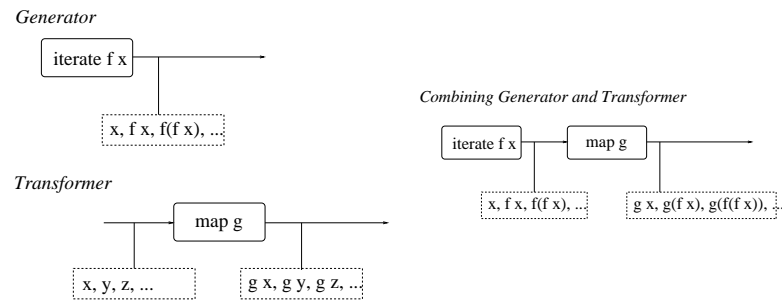 Generator
iterate f x
x, f x, f(f x), ...
Transformer
map g
x, y, z, ...
g x, g y, g z, ...
Combining Generator and Transformer
iterate f x
map g
x, f x, f(f x), ...
g x, g(f x), g(f(f x)), ...